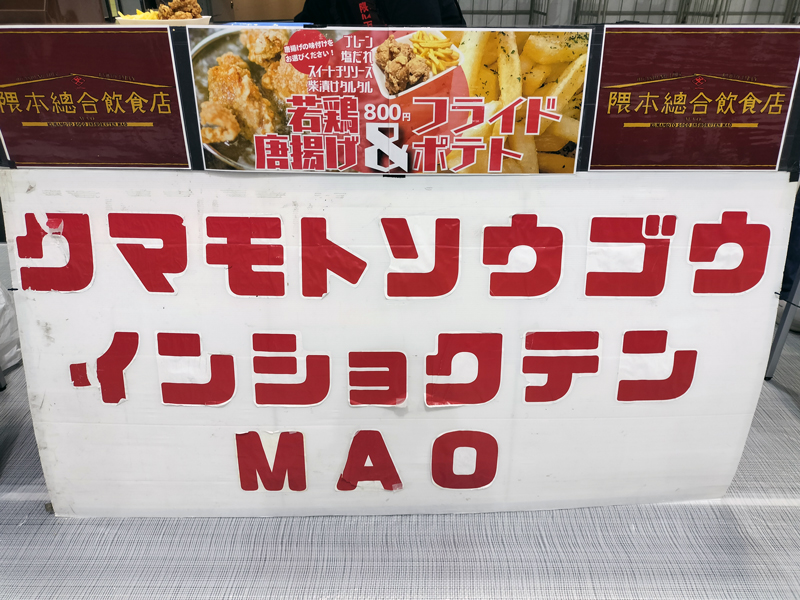 隈本總合飲食店
唐揚げの味付けを
お選びください！
プレーン
塩だれ
スイートチリソース
柴漬けタルタル
若鶏
唐揚げ
800円
&
フライド
ポテト
隈本總合飲食店
クマモトソウゴウ
インショクテン
MAO